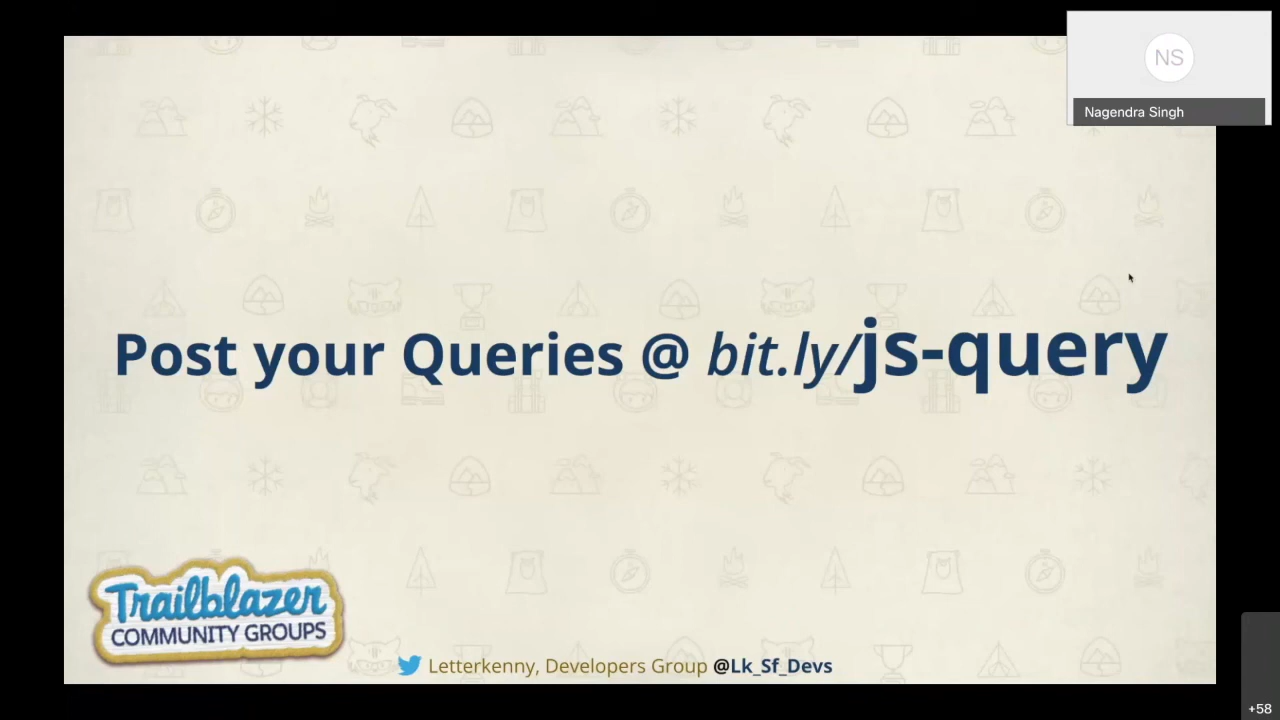 NS
Nagendra Singh
Post your Queries @ bit.ly/js-query
Trailblazer
COMMUNITY GROUPS
Letterkenny, Developers Group @Lk_Sf_Devs
+58